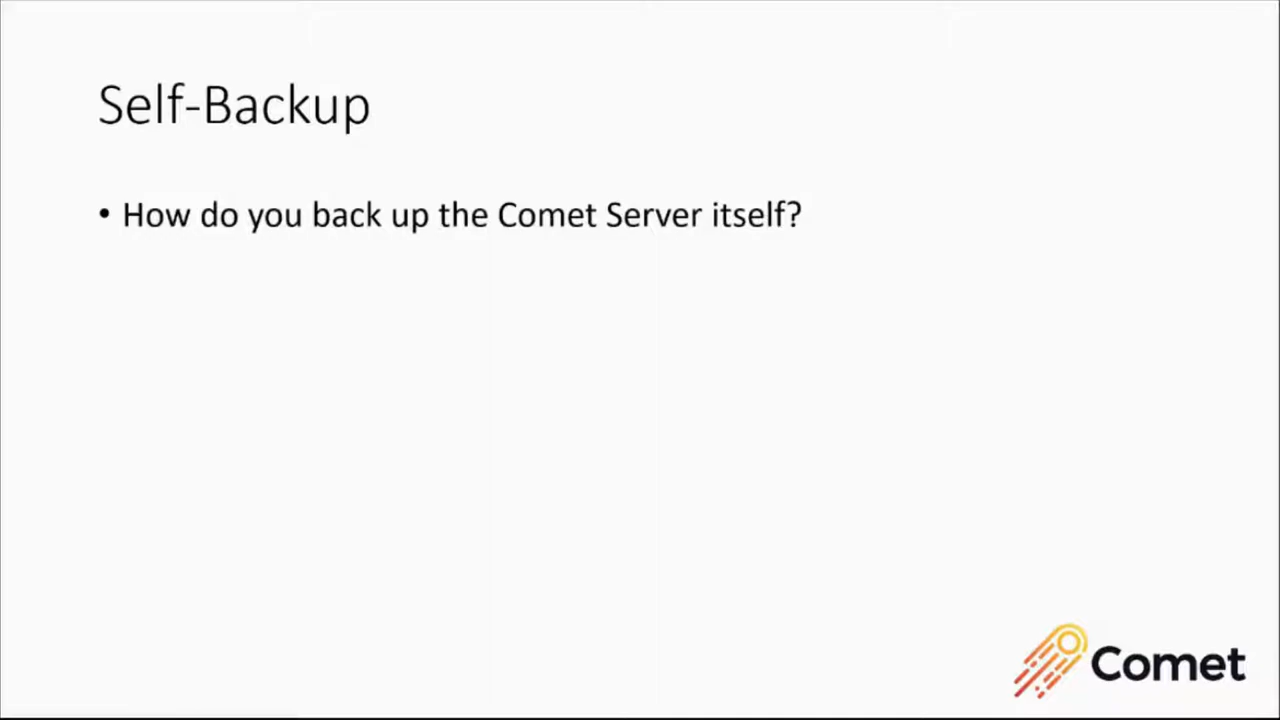 Self-Backup
• How do you back up the Comet Server itself?
Comet